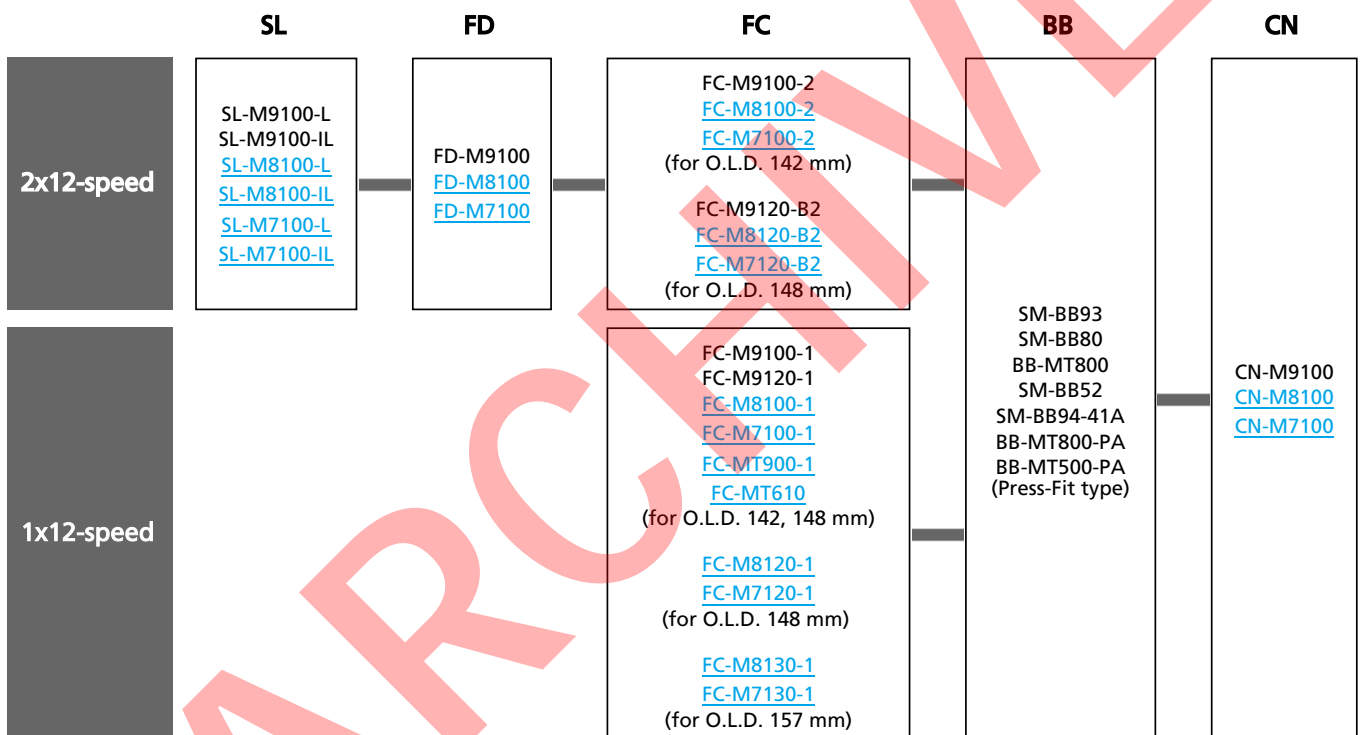 SL
FD
FC
BB
CN
2x12-speed
SL-M9100-L
SL-M9100-IL
SL-M8100-L
SL-M8100-IL
SL-M7100-L
SL-M7100-IL
FD-M9100
FD-M8100
FD-M7100
FC-M9100-2
FC-M8100-2
FC-M7100-2
(for O.L.D. 142 mm)
FC-M9120-B2
FC-M8120-B2
FC-M7120-B2
(for O.L.D. 148 mm)
1x12-speed
FC-M9100-1
FC-M9120-1
FC-M8100-1
FC-M7100-1
FC-MT900-1
FC-MT610
(for O.L.D. 142, 148 mm)
FC-M8120-1
FC-M7120-1
(for O.L.D. 148 mm)
FC-M8130-1
FC-M7130-1
(for O.L.D. 157 mm)
SM-BB93
SM-BB80
BB-MT800
SM-BB52
SM-BB94-41A
BB-MT800-PA
BB-MT500-PA
(Press-Fit type)
CN-M9100
CN-M8100
CN-M7100
ARCHIVE